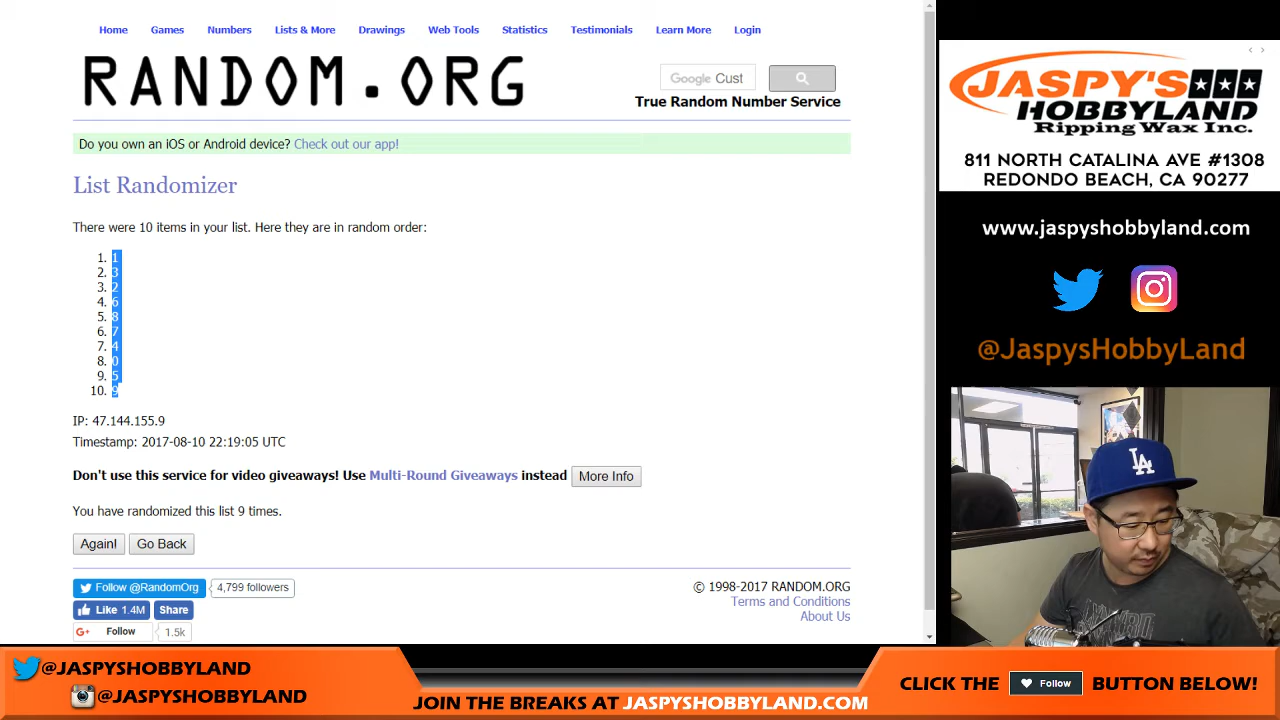 Home Games Numbers Lists & More Drawings Web Tools Statistics Testimonials Learn More Login
RANDOM.ORG
Google Cust
True Random Number Service
Do you own an iOS or Android device? Check out our app!
List Randomizer
There were 10 items in your list. Here they are in random order:
1. 1
2. 3
3. 2
4. 6
5. 8
6. 7
7. 4
8. 0
9. 5
10. 9
IP: 47.144.155.9
Timestamp: 2017-08-10 22:19:05 UTC
Don't use this service for video giveaways! Use Multi-Round Giveaways instead More Info
You have randomized this list 9 times.
Again! Go Back
Follow @RandomOrg 4,799 followers
Like 1.4M Share
Follow 1.5k
© 1998-2017 RANDOM.ORG
Terms and Conditions
About Us
JASPY'S
HOBBYLAND
Ripping Wax Inc.
811 NORTH CATALINA AVE #1308
REDONDO BEACH, CA 90277
www.jaspyshobbyland.com
@JaspysHobbyLand
LA
@JASPYSHOBBYLAND
@JASPYSHOBBYLAND
JOIN THE BREAKS AT JASPYSHOBBYLAND.COM
CLICK THE Follow BUTTON BELOW!